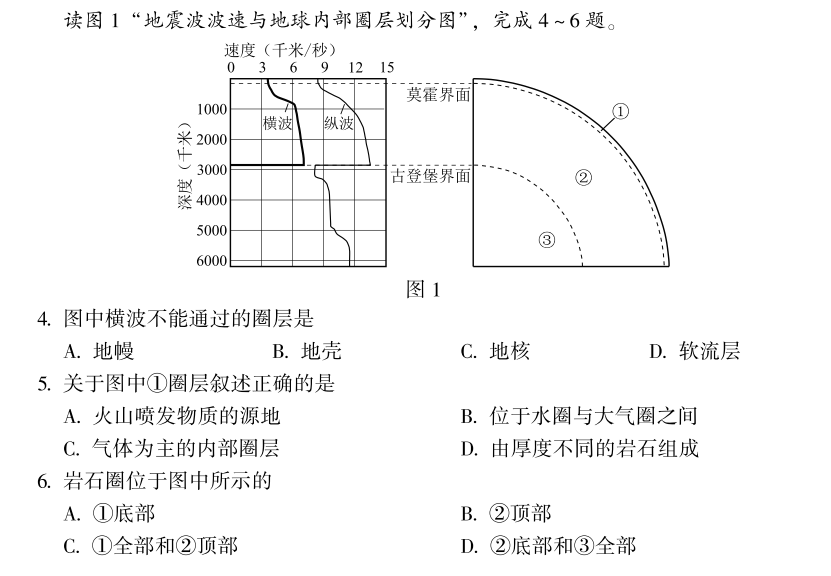 读图 1“地震波波速与地球内部圈层划分图”，完成 4～6 题。
速度（千米/秒）
0 3 6 9 12 15
莫霍界面
1000
横波 纵波
①
2000
3000
古登堡界面
②
深度（千米）
4000
5000
③
6000
图 1
4. 图中横波不能通过的圈层是
A. 地幔 B. 地壳 C. 地核 D. 软流层
5. 关于图中①圈层叙述正确的是
A. 火山喷发物质的源地 B. 位于水圈与大气圈之间
C. 气体为主的内部圈层 D. 由厚度不同的岩石组成
6. 岩石圈位于图中所示的
A. ①底部 B. ②顶部
C. ①全部和②顶部 D. ②底部和③全部